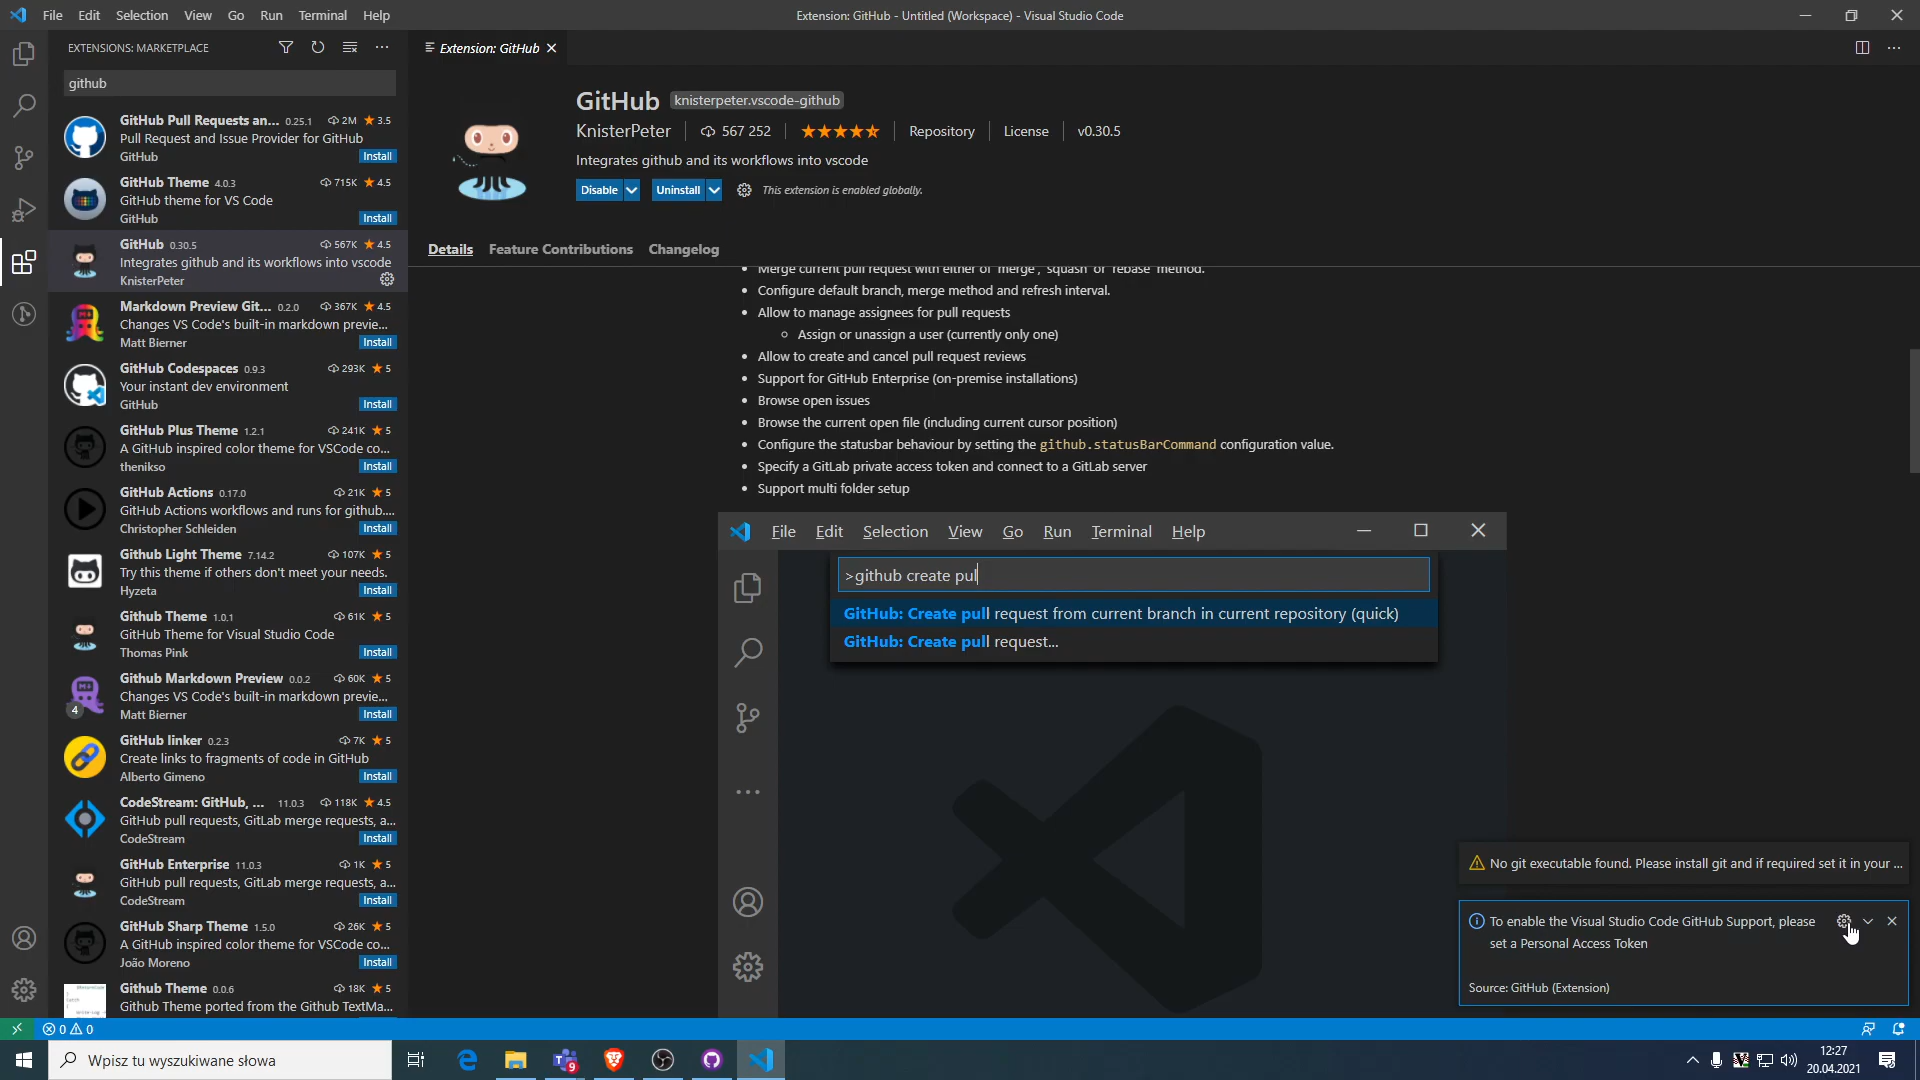 File Edit Selection View Go Run Terminal Help
Extension: GitHub - Untitled (Workspace) - Visual Studio Code
EXTENSIONS: MARKETPLACE
github
GitHub Pull Requests an... 0.25.1 2M ★ 3.5
Pull Request and Issue Provider for GitHub
GitHub Install
GitHub Theme 4.0.3 715K ★ 4.5
GitHub theme for VS Code
GitHub Install
GitHub 0.30.5 567K ★ 4.5
Integrates github and its workflows into vscode
KnisterPeter
Markdown Preview Git... 0.2.0 367K ★ 4.5
Changes VS Code's built-in markdown previe...
Matt Bierner Install
GitHub Codespaces 0.9.3 293K ★ 5
Your instant dev environment
GitHub Install
GitHub Plus Theme 1.2.1 241K ★ 5
A GitHub inspired color theme for VSCode co...
thenikso Install
GitHub Actions 0.17.0 21K ★ 5
GitHub Actions workflows and runs for github....
Christopher Schleiden Install
Github Light Theme 7.14.2 107K ★ 5
Try this theme if others don't meet your needs.
Hyzeta Install
Github Theme 1.0.1 61K ★ 5
GitHub Theme for Visual Studio Code
Thomas Pink Install
Github Markdown Preview 0.0.2 60K ★ 5
Changes VS Code's built-in markdown previe...
4
Matt Bierner Install
GitHub linker 0.2.3 7K ★ 5
Create links to fragments of code in GitHub
Alberto Gimeno Install
CodeStream: GitHub, ... 11.0.3 118K ★ 4.5
GitHub pull requests, GitLab merge requests, a...
CodeStream Install
GitHub Enterprise 11.0.3 1K ★ 5
GitHub pull requests, GitLab merge requests, a...
CodeStream Install
GitHub Sharp Theme 1.5.0 26K ★ 5
A GitHub inspired color theme for VSCode co...
João Moreno Install
Github Theme 0.0.6 18K ★ 5
Github Theme ported from the Github TextMa...
Extension: GitHub
GitHub knisterpeter.vscode-github
KnisterPeter 567 252 Repository License v0.30.5
Integrates github and its workflows into vscode
Disable Uninstall This extension is enabled globally.
Details Feature Contributions Changelog
• Merge current pull request with either of 'merge', 'squash' or 'rebase' method.
• Configure default branch, merge method and refresh interval.
• Allow to manage assignees for pull requests
◦ Assign or unassign a user (currently only one)
• Allow to create and cancel pull request reviews
• Support for GitHub Enterprise (on-premise installations)
• Browse open issues
• Browse the current open file (including current cursor position)
• Configure the statusbar behaviour by setting the github.statusBarCommand configuration value.
• Specify a GitLab private access token and connect to a GitLab server
• Support multi folder setup
File Edit Selection View Go Run Terminal Help
>github create pul
GitHub: Create pull request from current branch in current repository (quick)
GitHub: Create pull request...
No git executable found. Please install git and if required set it in your ...
To enable the Visual Studio Code GitHub Support, please
set a Personal Access Token
Source: GitHub (Extension)
0 0
Wpisz tu wyszukiwane słowa
9
12:27
20.04.2021